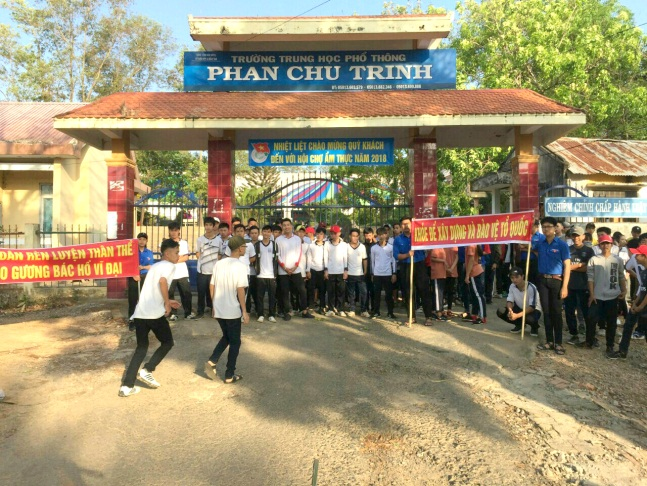 TRƯỜNG TRUNG HỌC PHỔ THÔNG
PHAN CHU TRINH
NHIỆT LIỆT CHÀO MỪNG QUÝ KHÁCH
ĐẾN VỚI HỘI CHỢ ẨM THỰC NĂM 2018
NGHIÊM CHỈNH CHẤP HÀNH
DÂN RÈN LUYỆN THÂN THỂ
O GƯƠNG BÁC HỒ VĨ ĐẠI
KHỎE ĐỂ XÂY DỰNG VÀ BẢO VỆ TỔ QUỐC